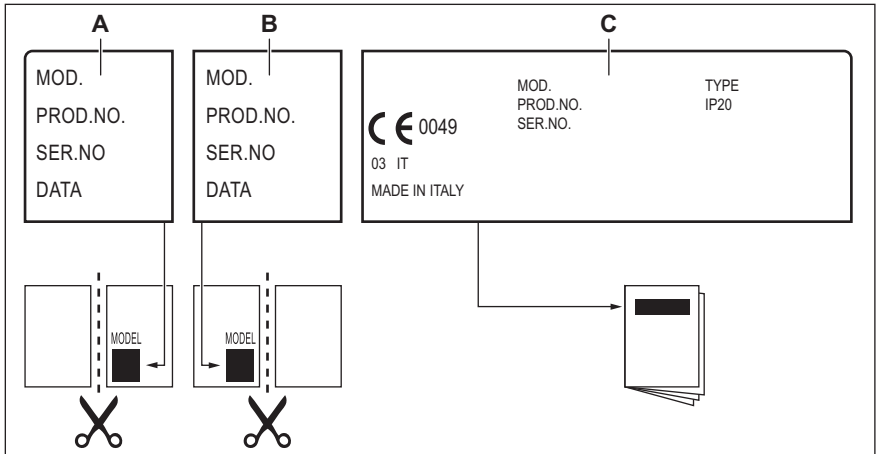 A
B
C
MOD.
PROD.NO.
SER.NO
DATA
MOD.
PROD.NO.
SER.NO
DATA
MOD.
PROD.NO.
SER.NO.
TYPE
IP20
CE 0049
03 IT
MADE IN ITALY
MODEL
MODEL